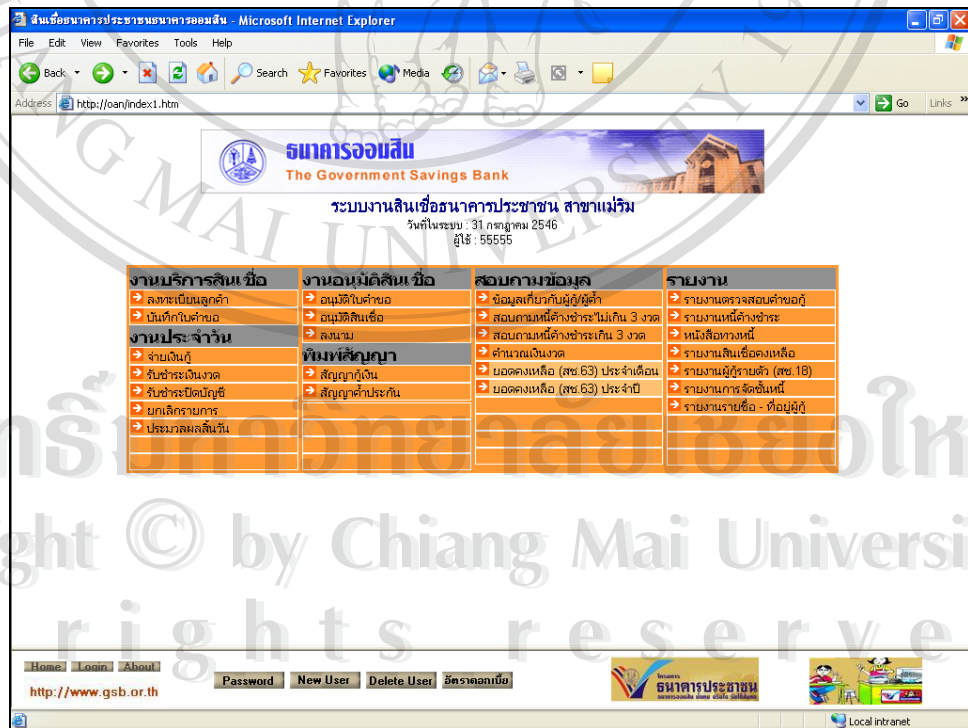 สินเชื่อธนาคารประชาชนธนาคารออมสิน - Microsoft Internet Explorer
File Edit View Favorites Tools Help
Back Search Favorites Media
Address http://oan/index1.htm Go Links »
ธนาคารออมสิน
The Government Savings Bank
ระบบงานสินเชื่อธนาคารประชาชน สาขาแม่ริม
วันที่ในระบบ : 31 กรกฎาคม 2546
ผู้ใช้ : 55555
งานบริการสินเชื่อ
ลงทะเบียนลูกค้า
บันทึกใบคำขอ
งานประจำวัน
จ่ายเงินกู้
รับชำระเงินงวด
รับชำระปิดบัญชี
ยกเลิกรายการ
ประมวลผลสิ้นวัน
งานอนุมัติสินเชื่อ
อนุมัติใบคำขอ
อนุมัติสินเชื่อ
ลงนาม
พิมพ์สัญญา
สัญญากู้เงิน
สัญญาค้ำประกัน
สอบถามข้อมูล
ข้อมูลเกี่ยวกับผู้กู้/ผู้ค้ำ
สอบถามหนี้ค้างชำระไม่เกิน 3 งวด
สอบถามหนี้ค้างชำระเกิน 3 งวด
คำนวณเงินงวด
ยอดคงเหลือ (สช.63) ประจำเดือน
ยอดคงเหลือ (สช.63) ประจำปี
รายงาน
รายงานตรวจสอบคำขอกู้
รายงานหนี้ค้างชำระ
หนังสือทวงหนี้
รายงานสินเชื่อคงเหลือ
รายงานผู้กู้รายตัว (สช.18)
รายงานการจัดชั้นหนี้
รายงานรายชื่อ - ที่อยู่ผู้กู้
ght © by Chiang Mai Universi
rights reserve
Home Login About
http://www.gsb.or.th
Password New User Delete User อัตราดอกเบี้ย
โครงการ
ธนาคารประชาชน
Local intranet